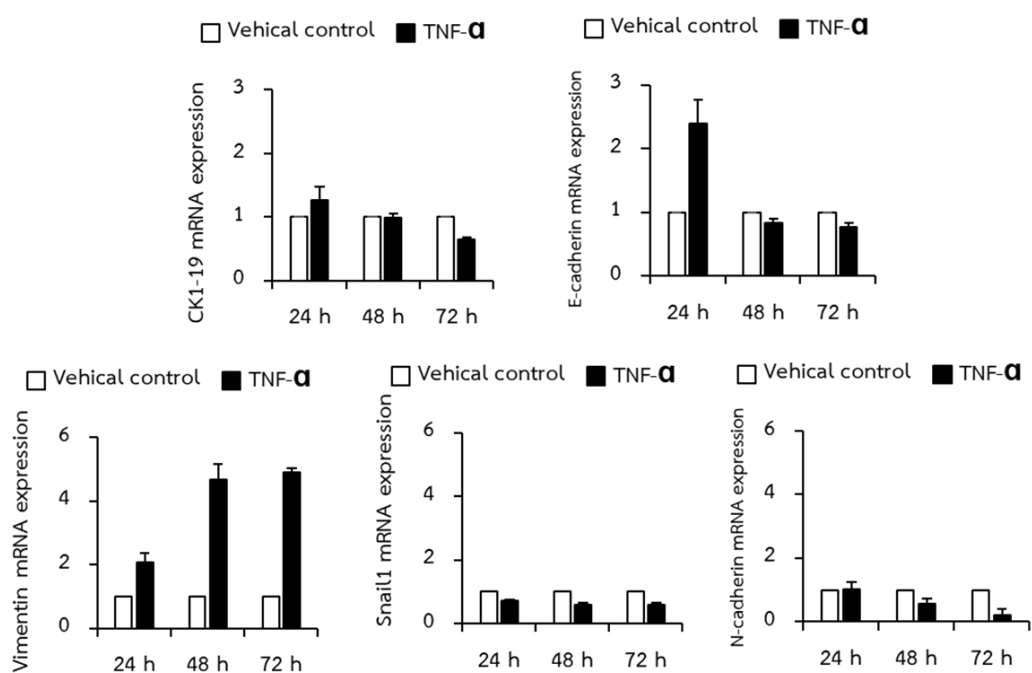 Vehical control TNF-α
CK1-19 mRNA expression
3
2
1
0
24 h 48 h 72 h
Vehical control TNF-α
E-cadherin mRNA expression
3
2
1
0
24 h 48 h 72 h
Vehical control TNF-α
Vimentin mRNA expression
6
4
2
0
24 h 48 h 72 h
Vehical control TNF-α
Snail1 mRNA expression
6
4
2
0
24 h 48 h 72 h
Vehical control TNF-α
N-cadherin mRNA expression
6
4
2
0
24 h 48 h 72 h